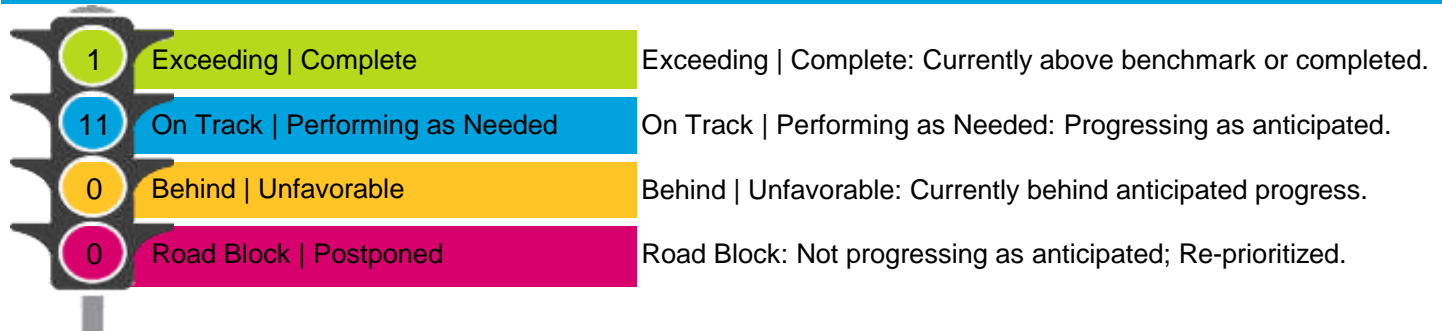 1 Exceeding | Complete Exceeding | Complete: Currently above benchmark or completed.
11 On Track | Performing as Needed On Track | Performing as Needed: Progressing as anticipated.
0 Behind | Unfavorable Behind | Unfavorable: Currently behind anticipated progress.
0 Road Block | Postponed Road Block: Not progressing as anticipated; Re-prioritized.